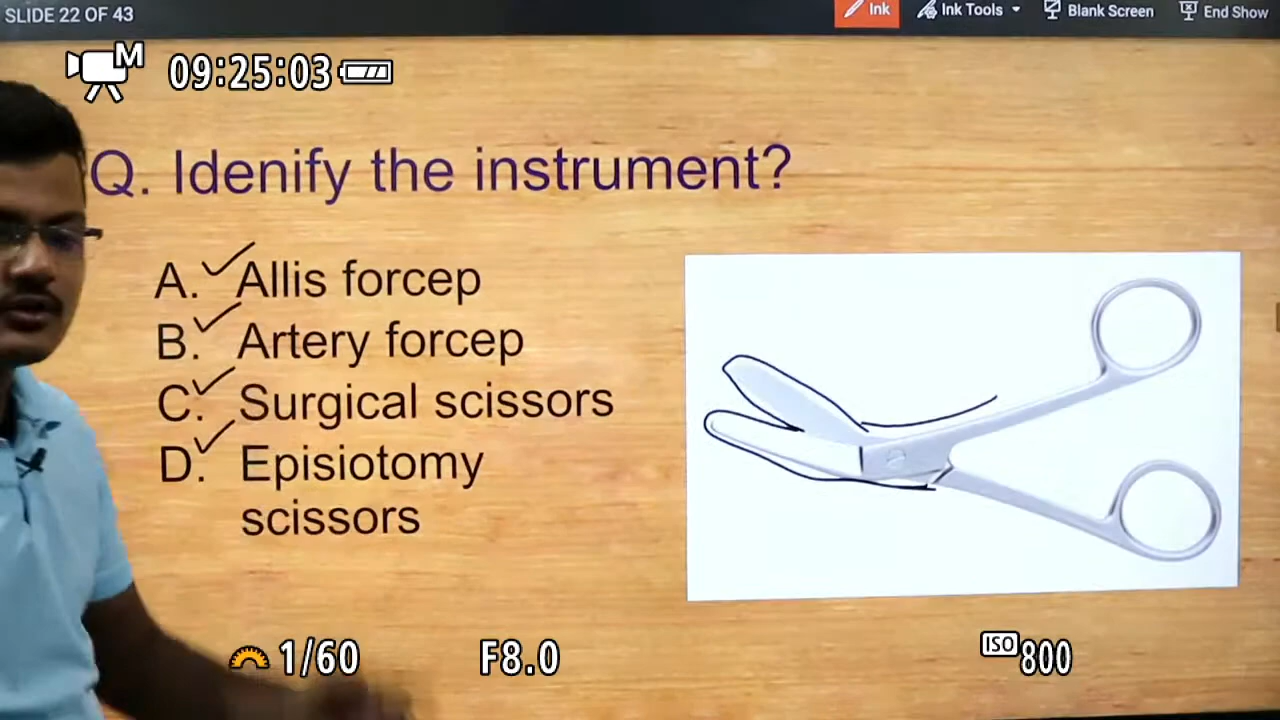 SLIDE 22 OF 43
Ink
Ink Tools
Blank Screen
End Show
M
09:25:03
Q. Idenify the instrument?
A. Allis forcep
B. Artery forcep
C. Surgical scissors
D. Episiotomy
scissors
1/60
F8.0
ISO 800